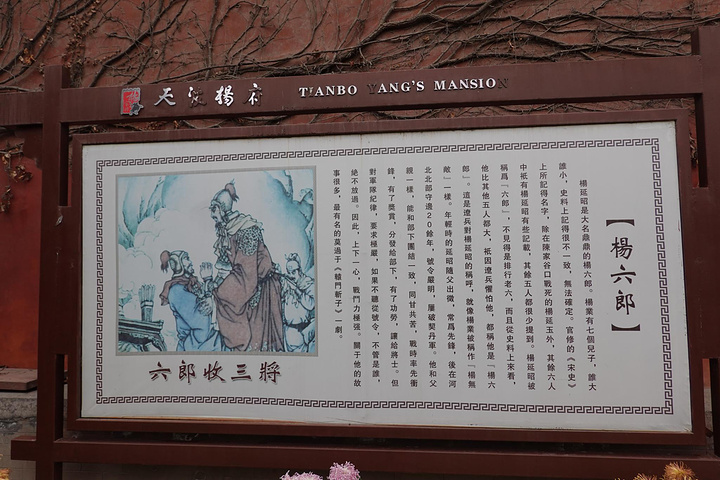 天波楊府 TIANBO YANG'S MANSION
【楊六郎】
楊延昭是大名鼎鼎的楊六郎。楊業有七個兒子，誰大
誰小，史料上記得很不一致，無法確定。官修的《宋史》
上所記得名字，除在陳家谷口戰死的楊延玉外，其餘六人
中祇有楊延昭有些記載，其餘五人都很少提到。楊延昭被
稱爲『六郎』，不見得是排行老六，而且從史料上來看，
他比其他五人都大，祇因遼兵懼怕他，都稱他是『楊六
郎』。這是遼兵對楊延昭的稱呼，就像楊業被稱作『楊無
敵』一樣。年輕時的延昭隨父出徵，常爲先鋒，後在河
北北部守邊20餘年，號令嚴明，屢破契丹軍。他和父
親一樣，能和部下團結一致，同甘共苦，戰時率先衝
鋒，有了獎賞，分發給部下，有了功勞，讓給將士。但
對軍隊紀律，要求極嚴，如果不聽從號令，不管是誰，
絕不放過。因此，上下一心，戰鬥力極强。關于他的故
事很多，最有名的莫過于《轅門斬子》一劇。
六郎收三將